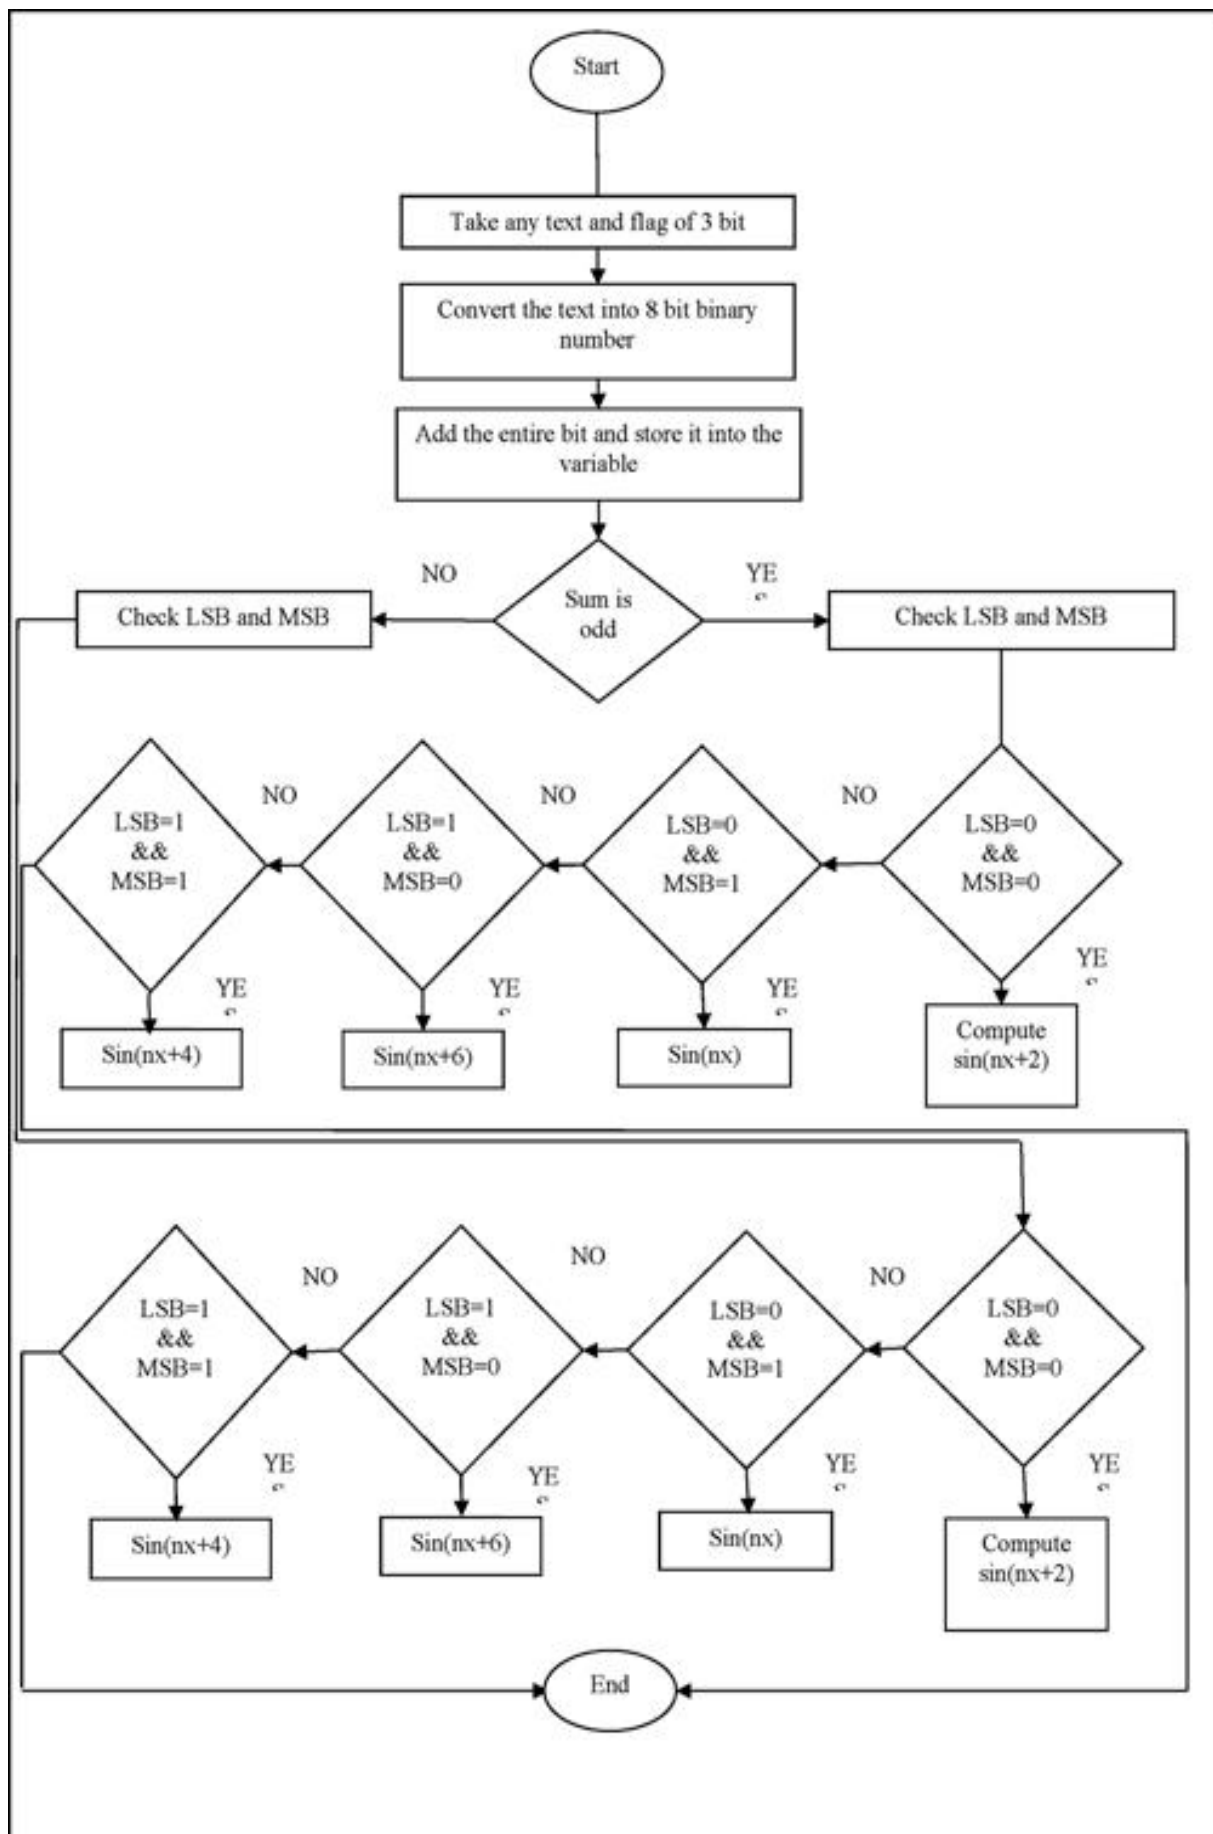 Start
Take any text and flag of 3 bit
Convert the text into 8 bit binary
number
Add the entire bit and store it into the
variable
NO
YE
Sum is
odd
Check LSB and MSB
Check LSB and MSB
NO
NO
NO
LSB=1
&&
MSB=1
LSB=1
&&
MSB=0
LSB=0
&&
MSB=1
LSB=0
&&
MSB=0
YE
YE
YE
YE
Sin(nx+4)
Sin(nx+6)
Sin(nx)
Compute
sin(nx+2)
NO
NO
NO
LSB=1
&&
MSB=1
LSB=1
&&
MSB=0
LSB=0
&&
MSB=1
LSB=0
&&
MSB=0
YE
YE
YE
YE
Sin(nx+4)
Sin(nx+6)
Sin(nx)
Compute
sin(nx+2)
End